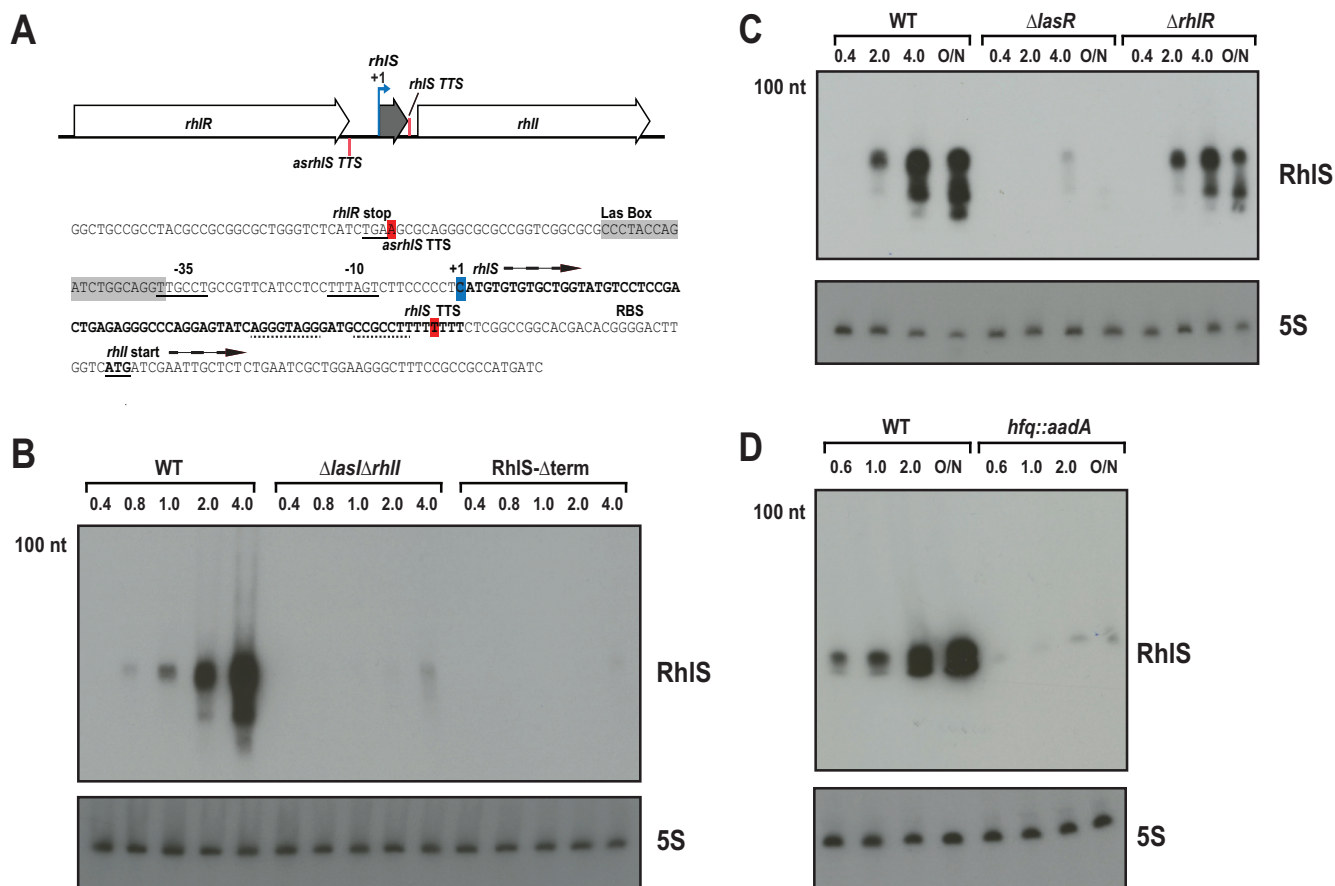 A
rhlS
+1
rhlS TTS
rhlR
rhlI
asrhlS TTS
rhlR stop
Las Box
GGCTGCCGCCTACGCCGCGGCGCTGGGTCTCATCTGAAGCGCAGGGCGCGCCGGTCGGCGCGCCCTACCAG
asrhlS TTS
-35
-10
+1
rhlS
ATCTGGCAGGTTGCCTGCCGTTCATCCTCCTTTAGTCTTCCCCCTCATGTGTGTGCTGGTATGTCCTCCGA
rhlS TTS
RBS
CTGAGAGGGCCCAGGAGTATCAGGGTAGGGATGCCGCCTTTTTTTTCTCGGCCGGCACGACACGGGGACTT
rhlI start
GGTCATGATCGAATTGCTCTCTGAATCGCTGGAAGGGCTTTCCGCCGCCATGATC
B
WT
ΔlasIΔrhlI
RhlS-Δterm
0.4 0.8 1.0 2.0 4.0 0.4 0.8 1.0 2.0 4.0 0.4 0.8 1.0 2.0 4.0
100 nt
RhlS
5S
C
WT
ΔlasR
ΔrhlR
0.4 2.0 4.0 O/N 0.4 2.0 4.0 O/N 0.4 2.0 4.0 O/N
100 nt
RhlS
5S
D
WT
hfq::aadA
0.6 1.0 2.0 O/N 0.6 1.0 2.0 O/N
100 nt
RhlS
5S